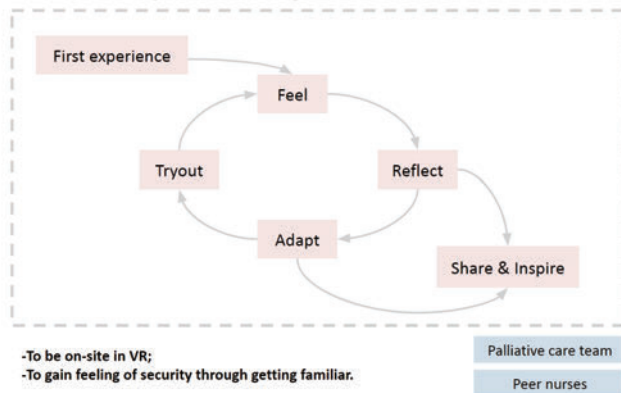 First experience
Feel
Tryout
Reflect
Adapt
Share & Inspire
-To be on-site in VR;
-To gain feeling of security through getting familiar.
Palliative care team
Peer nurses